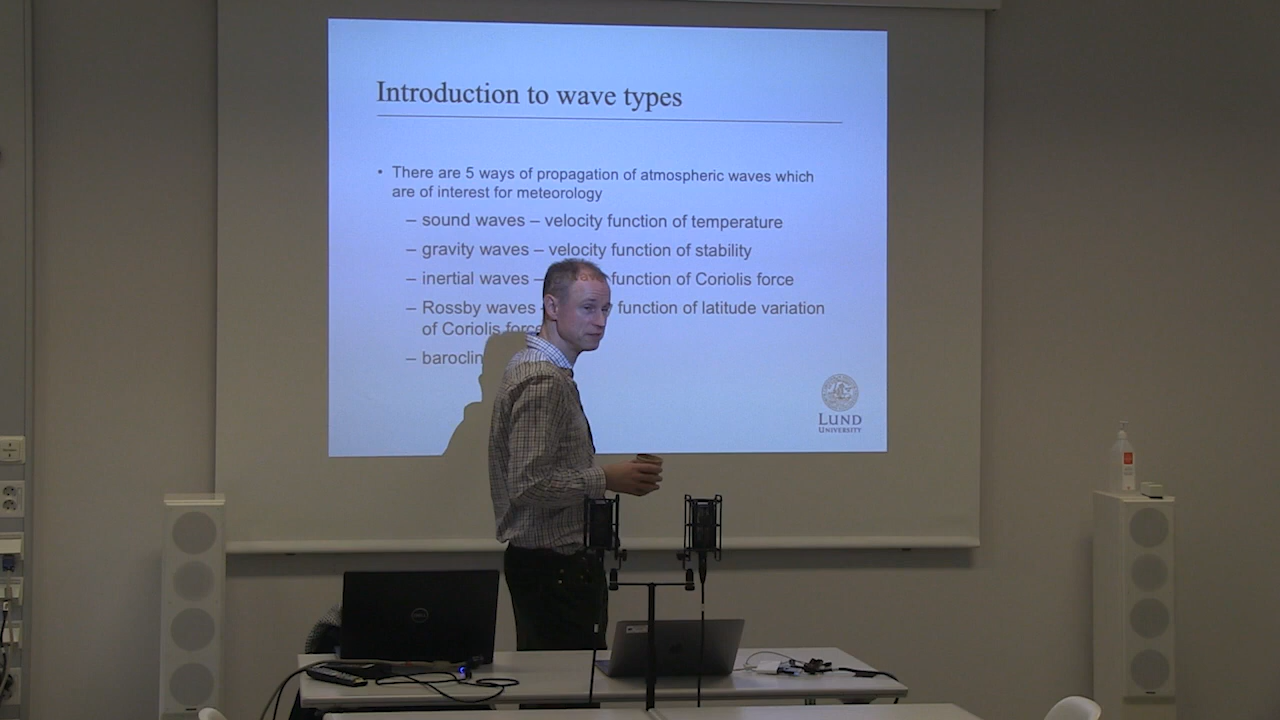 Introduction to wave types
• There are 5 ways of propagation of atmospheric waves which
are of interest for meteorology
– sound waves – velocity function of temperature
– gravity waves – velocity function of stability
– inertial waves – function of Coriolis force
– Rossby waves function of latitude variation
of Coriolis force
– baroclin
LUND
UNIVERSITY
DELL